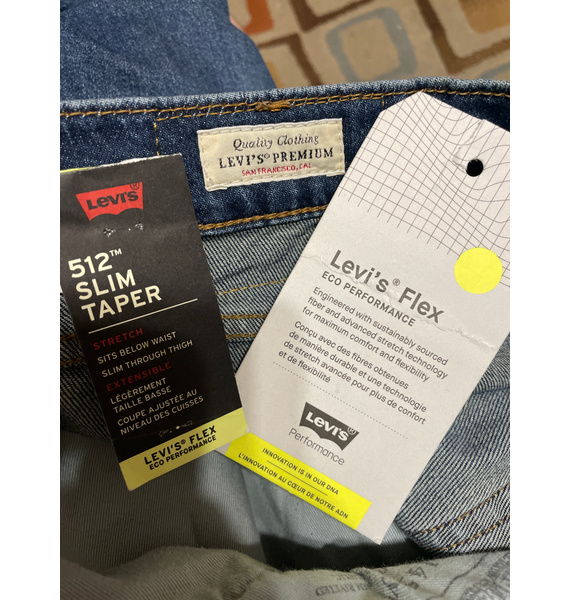 Quality Clothing
LEVI'S® PREMIUM
SAN FRANCISCO, CAL
Levi's®
512™
SLIM
TAPER
STRETCH
SITS BELOW WAIST
SLIM THROUGH THIGH
EXTENSIBLE
LÉGÈREMENT
TAILLE BASSE
COUPE AJUSTÉE AU
NIVEAU DES CUISSES
LEVI'S® FLEX
ECO PERFORMANCE
Levi's® Flex
ECO PERFORMANCE
Engineered with sustainably sourced
fiber and advanced stretch technology
for maximum comfort and flexibility
Conçu avec des fibres obtenues
de manière durable et une technologie
de stretch avancée pour plus de confort
et de flexibilité
Levi's®
Performance
INNOVATION IS IN OUR DNA
L'INNOVATION AU CŒUR DE NOTRE ADN